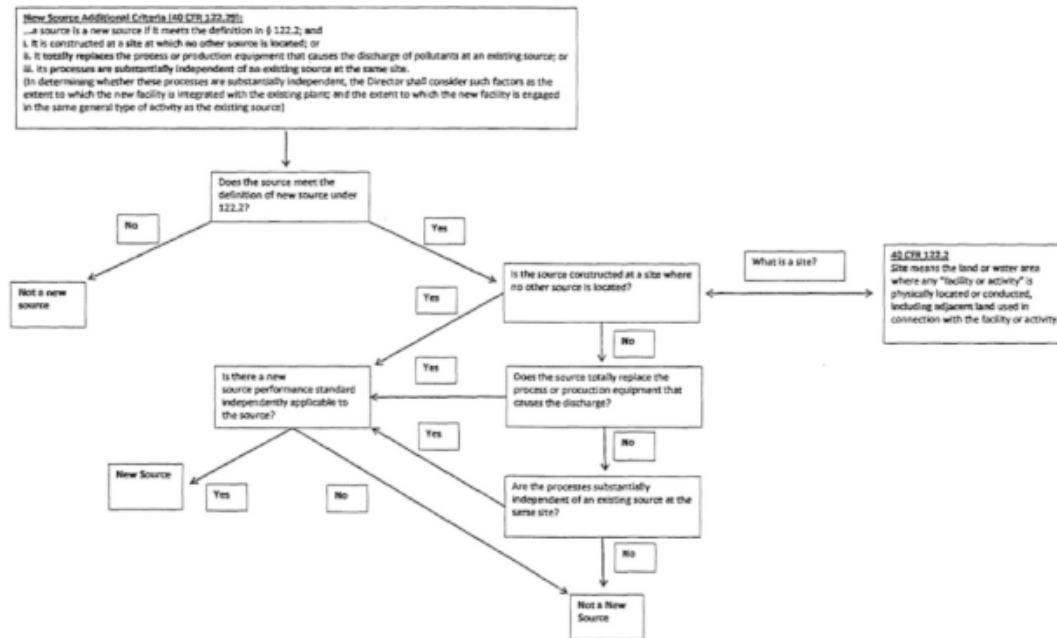 New Source Additional Criteria (40 CFR 122.29):
...a source is a new source if it meets the definition in § 122.2; and
i. It is constructed at a site at which no other source is located; or
ii. It totally replaces the process or production equipment that causes the discharge of pollutants at an existing source; or
iii. Its processes are substantially independent of an existing source at the same site.
(In determining whether these processes are substantially independent, the Director shall consider such factors as the
extent to which the new facility is integrated with the existing plant; and the extent to which the new facility is engaged
in the same general type of activity as the existing source)
Does the source meet the
definition of new source under
122.2?
No
Yes
Not a new
source
Is the source constructed at a site where
no other source is located?
What is a site?
40 CFR 122.2
Site means the land or water area
where any "facility or activity" is
physically located or conducted,
including adjacent land used in
connection with the facility or activity
Yes
No
Is there a new
source performance standard
independently applicable to
the source?
Yes
Does the source totally replace the
process or production equipment that
causes the discharge?
Yes
No
New Source
Yes
No
Are the processes substantially
independent of an existing source at the
same site?
No
Not a New
Source